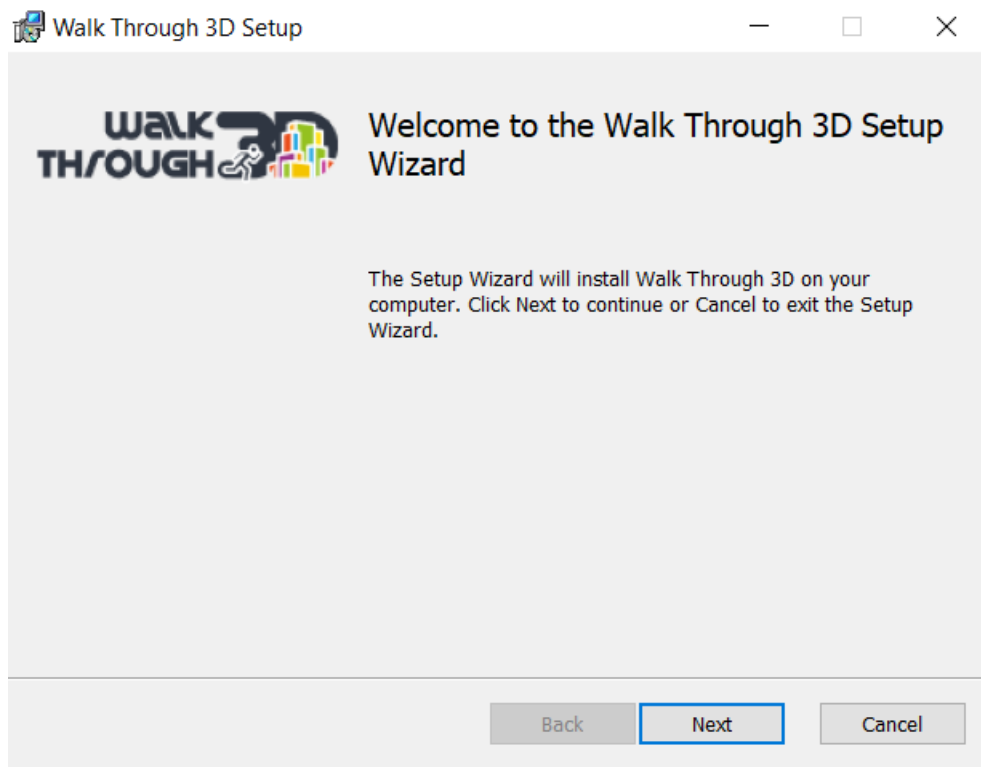 Walk Through 3D Setup
WALK 3D
THROUGH
Welcome to the Walk Through 3D Setup
Wizard
The Setup Wizard will install Walk Through 3D on your
computer. Click Next to continue or Cancel to exit the Setup
Wizard.
Back
Next
Cancel